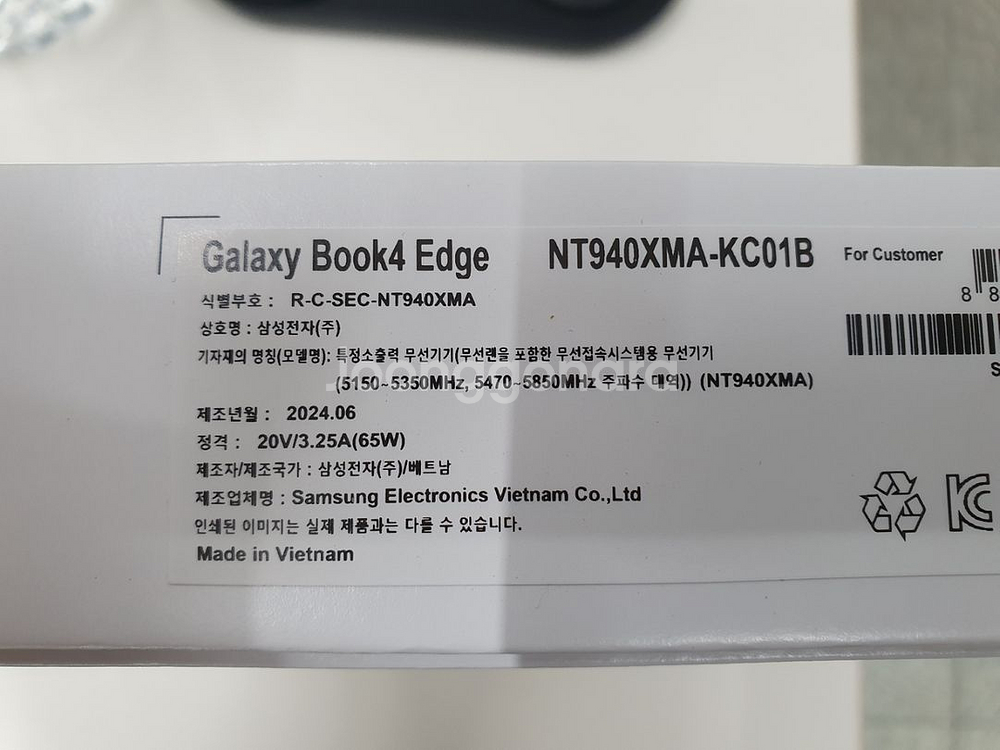 Galaxy Book4 Edge NT940XMA-KC01B For Customer
식별부호 : R-C-SEC-NT940XMA
8 8
상호명 : 삼성전자(주)
기자재의 명칭(모델명): 특정소출력 무선기기(무선랜을 포함한 무선접속시스템용 무선기기
S
(5150~5350MHz, 5470~5850MHz 주파수 대역)) (NT940XMA)
joonggonara
제조년월 : 2024.06
정격 : 20V/3.25A(65W)
제조자/제조국가 : 삼성전자(주)/베트남
제조업체명 : Samsung Electronics Vietnam Co.,Ltd
인쇄된 이미지는 실제 제품과는 다를 수 있습니다.
Made in Vietnam